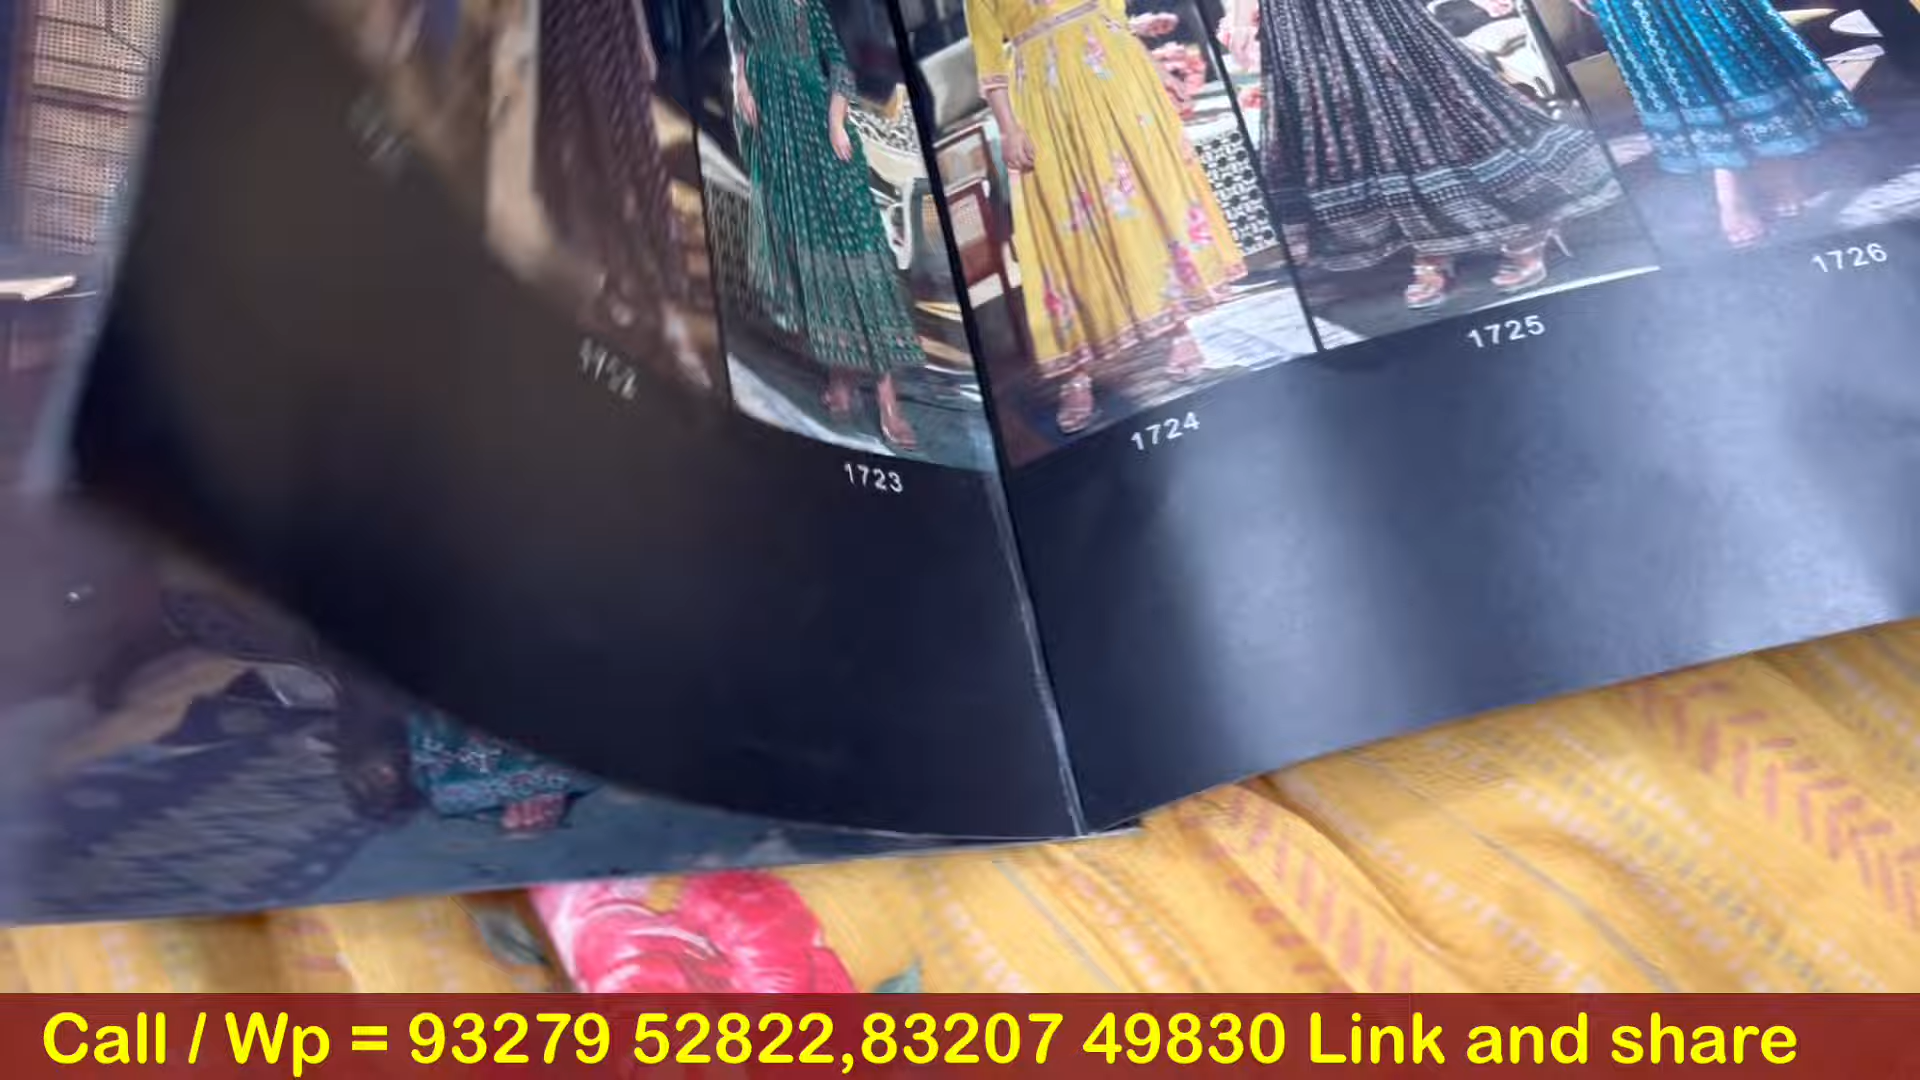 1726
1725
1724
1723
Call / Wp = 93279 52822,83207 49830 Link and share